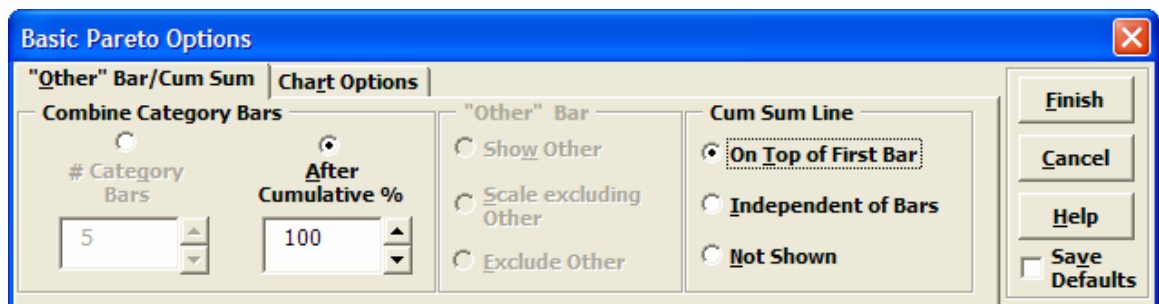 Basic Pareto Options
"Other" Bar/Cum Sum
Chart Options
Combine Category Bars
# Category
Bars
5
After
Cumulative %
100
"Other" Bar
Show Other
Scale excluding
Other
Exclude Other
Cum Sum Line
On Top of First Bar
Independent of Bars
Not Shown
Finish
Cancel
Help
Save
Defaults